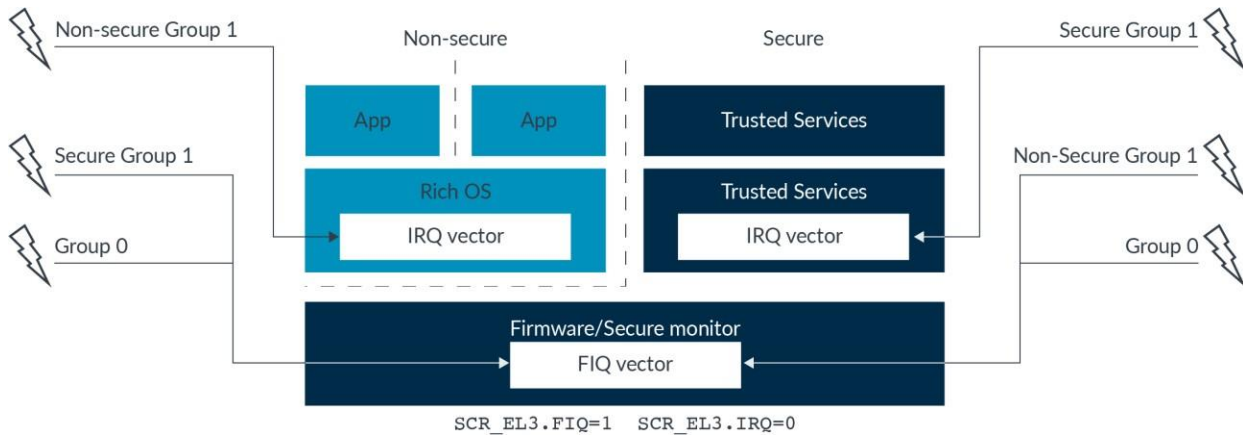 Non-secure Group 1
Non-secure
Secure
Secure Group 1
App
App
Trusted Services
Secure Group 1
Non-Secure Group 1
Rich OS
Trusted Services
IRQ vector
IRQ vector
Group 0
Group 0
Firmware/Secure monitor
FIQ vector
SCR_EL3.FIQ=1 SCR_EL3.IRQ=0